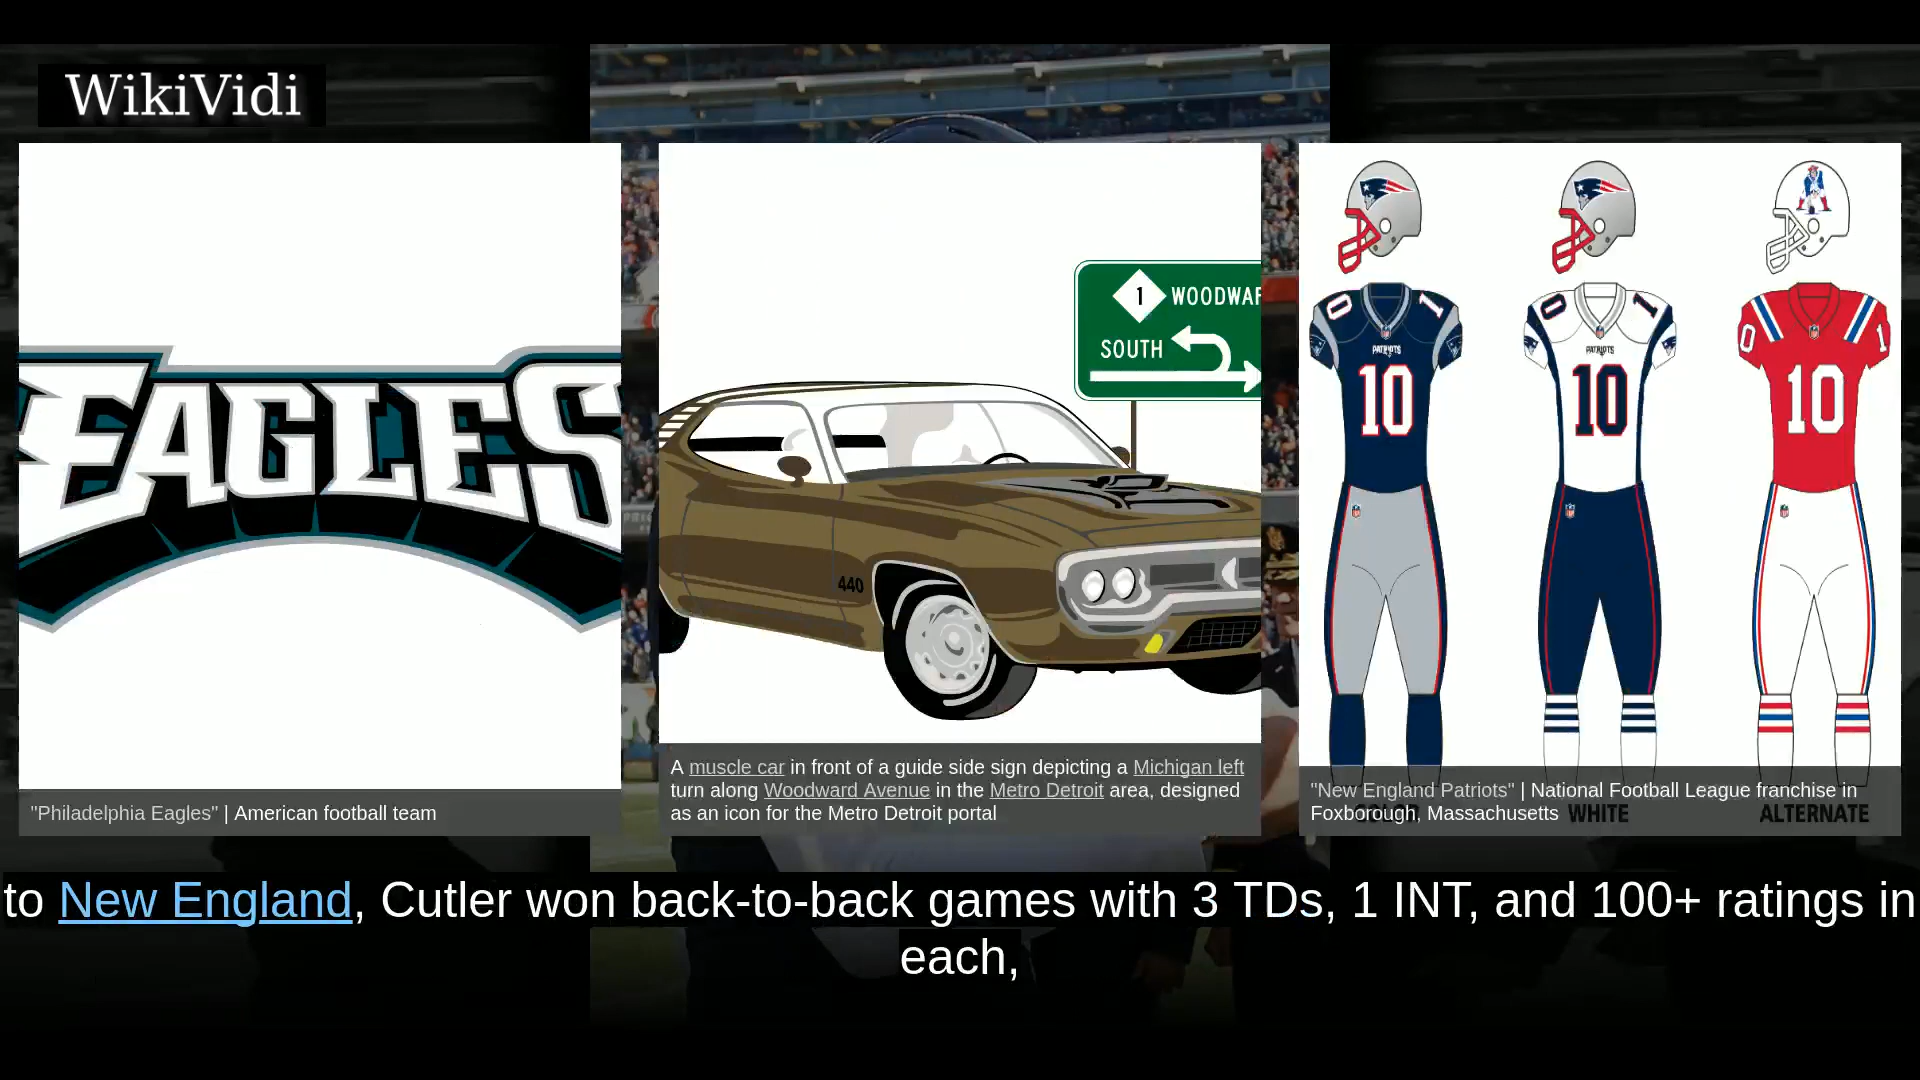 WikiVidi
EAGLES
1 WOODWAR
SOUTH
440
PATRIOTS
10
PATRIOTS
10
PATRIOTS
10
"Philadelphia Eagles" | American football team
A muscle car in front of a guide side sign depicting a Michigan left
turn along Woodward Avenue in the Metro Detroit area, designed
as an icon for the Metro Detroit portal
"New England Patriots" | National Football League franchise in
Foxborough, Massachusetts
WHITE
ALTERNATE
to New England, Cutler won back-to-back games with 3 TDs, 1 INT, and 100+ ratings in
each,